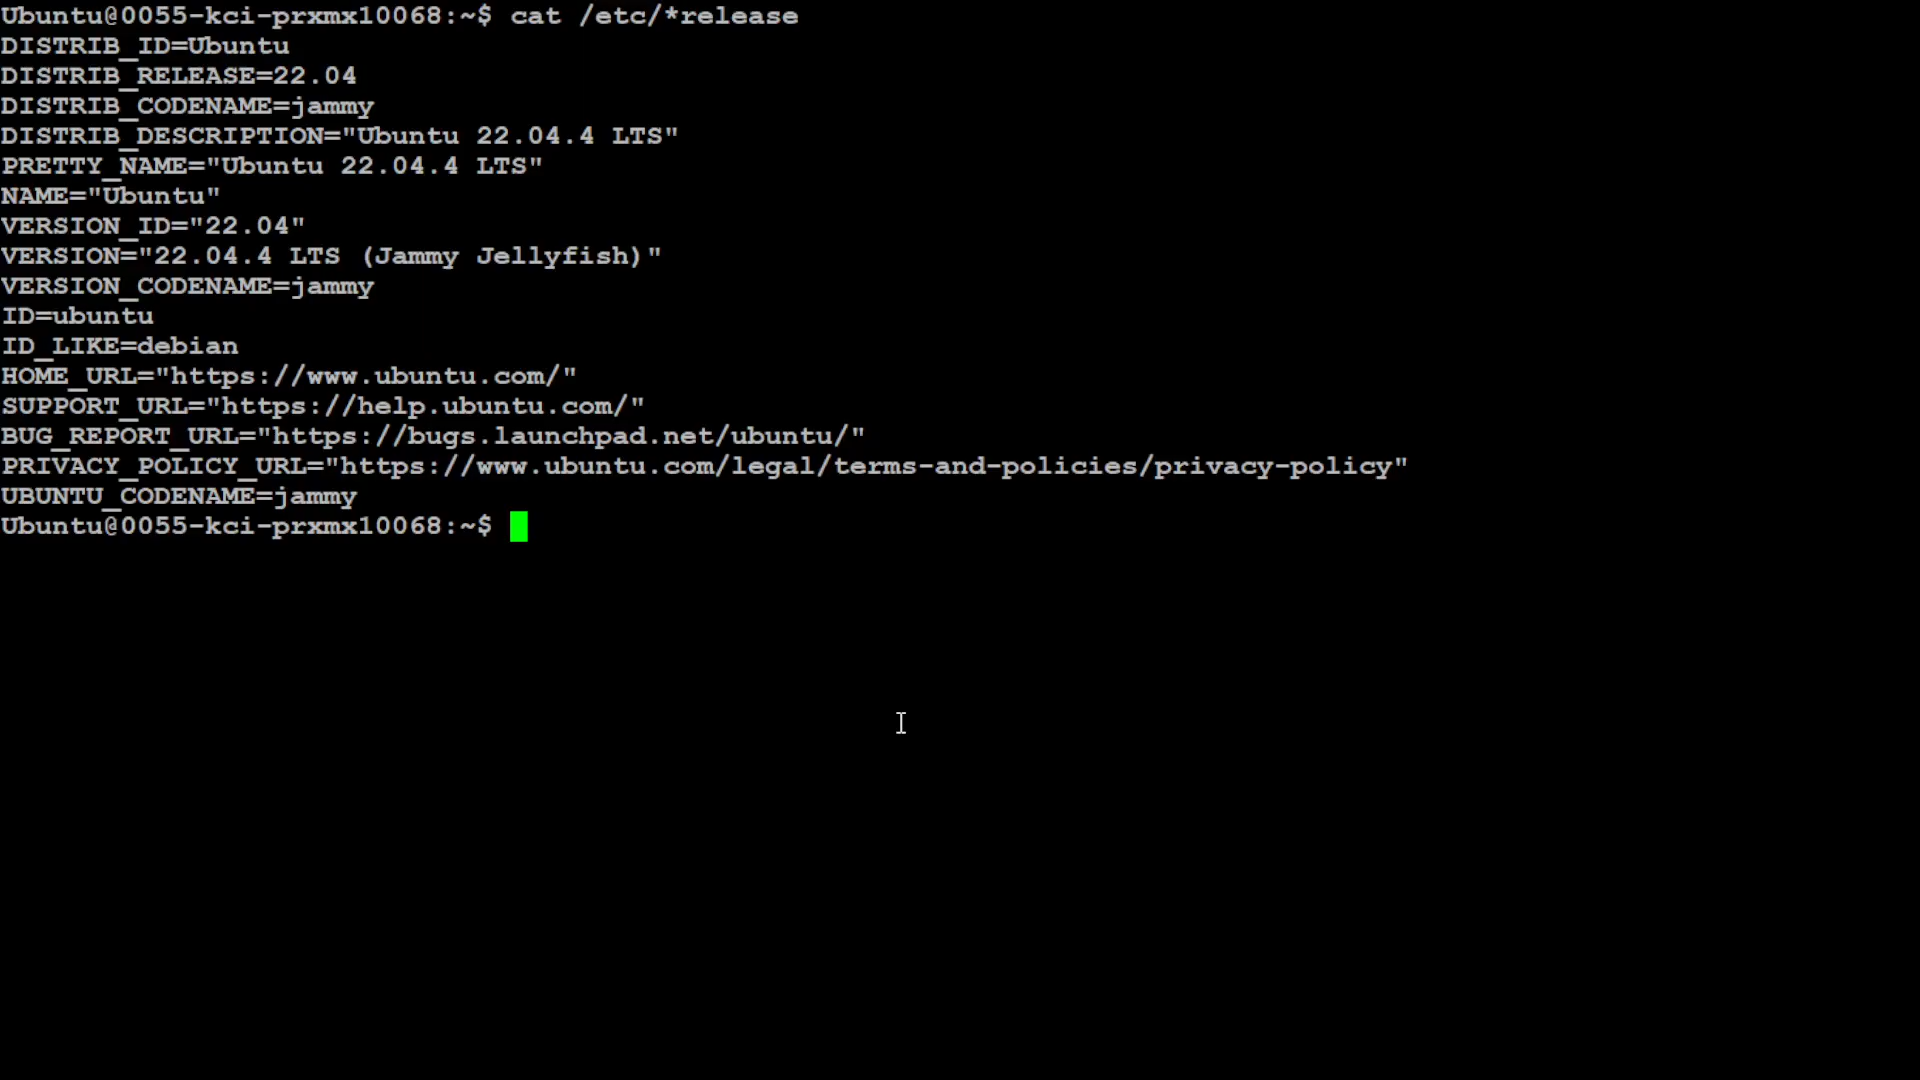 Ubuntu@0055-kci-prxmx10068:~$ cat /etc/*release
DISTRIB_ID=Ubuntu
DISTRIB_RELEASE=22.04
DISTRIB_CODENAME=jammy
DISTRIB_DESCRIPTION="Ubuntu 22.04.4 LTS"
PRETTY_NAME="Ubuntu 22.04.4 LTS"
NAME="Ubuntu"
VERSION_ID="22.04"
VERSION="22.04.4 LTS (Jammy Jellyfish)"
VERSION_CODENAME=jammy
ID=ubuntu
ID_LIKE=debian
HOME_URL="https://www.ubuntu.com/"
SUPPORT_URL="https://help.ubuntu.com/"
BUG_REPORT_URL="https://bugs.launchpad.net/ubuntu/"
PRIVACY_POLICY_URL="https://www.ubuntu.com/legal/terms-and-policies/privacy-policy"
UBUNTU_CODENAME=jammy
Ubuntu@0055-kci-prxmx10068:~$